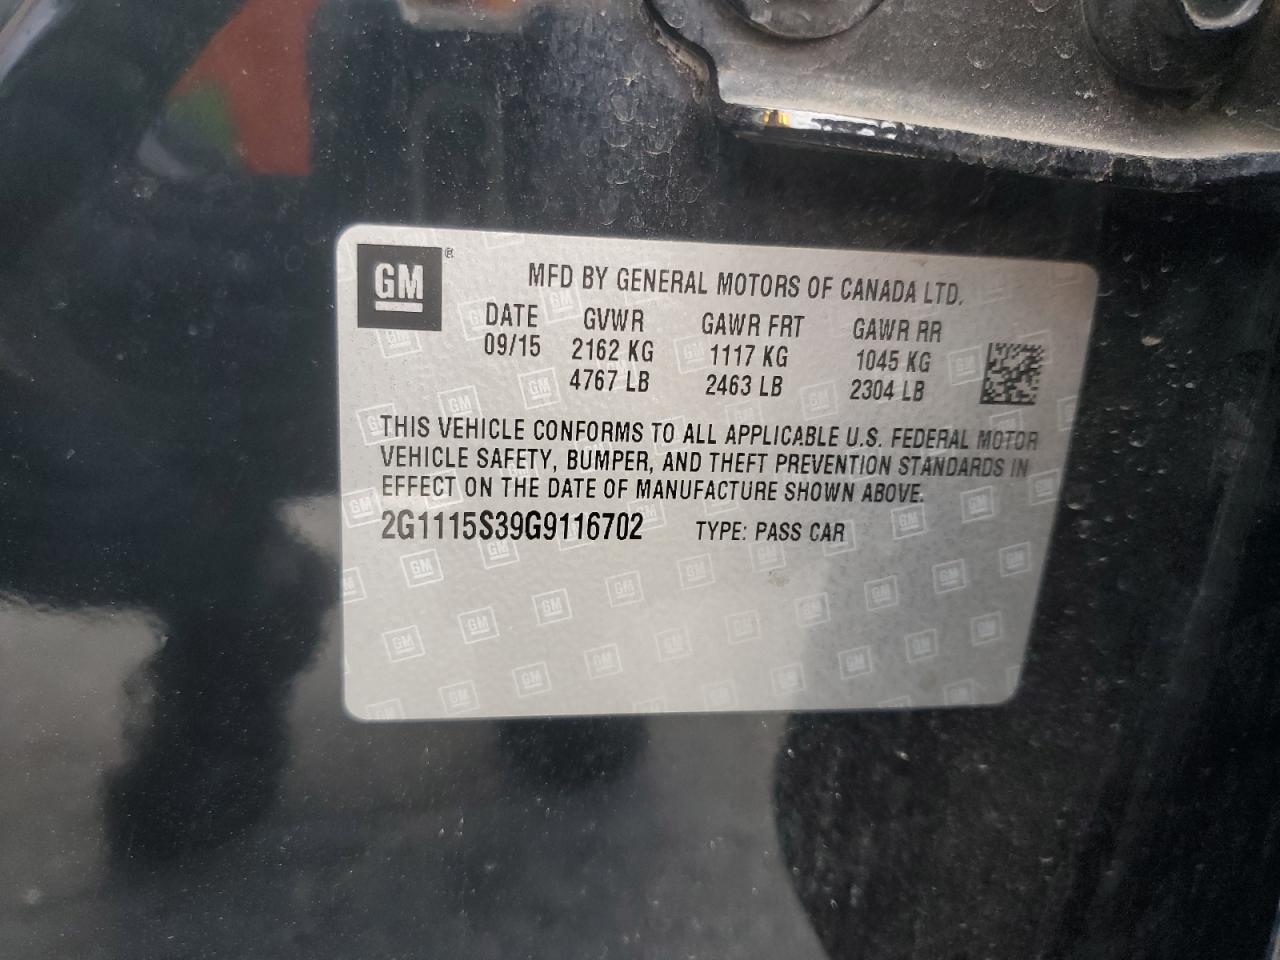 GM ®
MFD BY GENERAL MOTORS OF CANADA LTD.
DATE GVWR GAWR FRT GAWR RR
09/15 2162 KG 1117 KG 1045 KG
4767 LB 2463 LB 2304 LB
THIS VEHICLE CONFORMS TO ALL APPLICABLE U.S. FEDERAL MOTOR
VEHICLE SAFETY, BUMPER, AND THEFT PREVENTION STANDARDS IN
EFFECT ON THE DATE OF MANUFACTURE SHOWN ABOVE.
2G1115S39G9116702 TYPE: PASS CAR